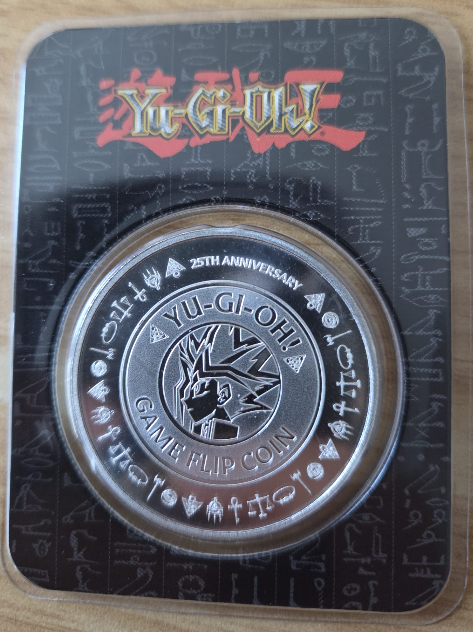 遊戯王
Yu-Gi-Oh!
25TH ANNIVERSARY
YU-GI-OH!
GAME FLIP COIN